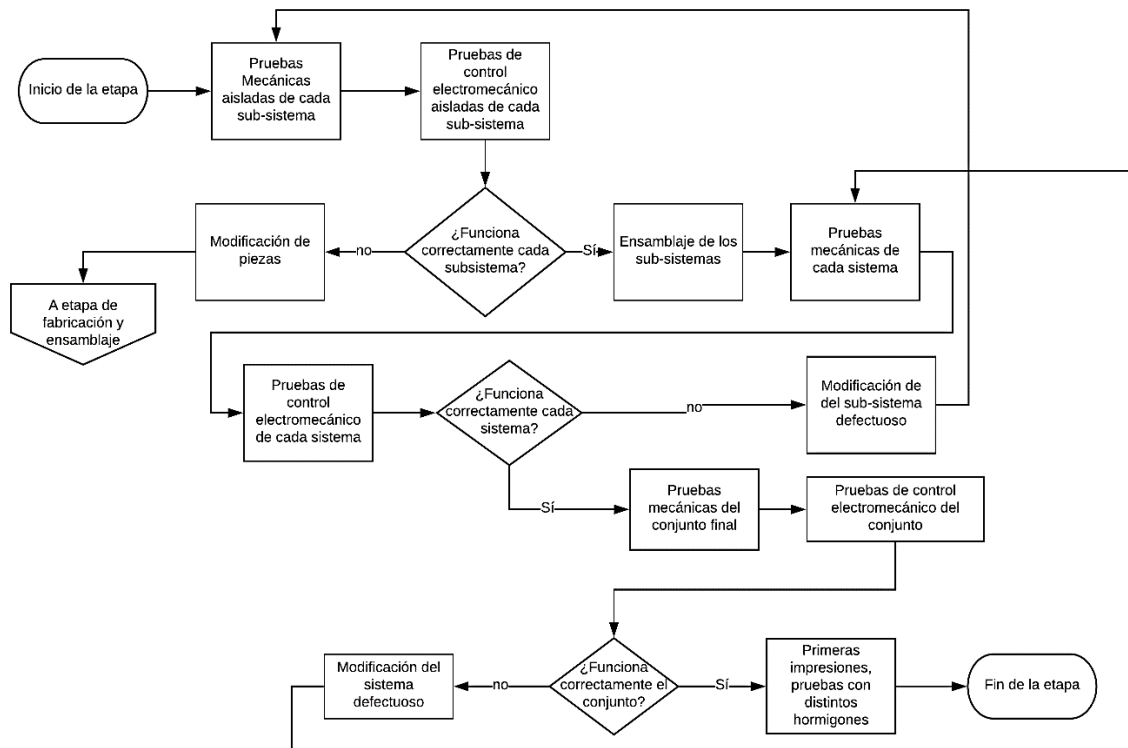 Inicio de la etapa
Pruebas
Mecánicas
aisladas de cada
sub-sistema
Pruebas de
control
electromecánico
aisladas de cada
sub-sistema
Modificación de
piezas
no
¿Funciona
correctamente cada
subsistema?
Sí
Ensamblaje de los
sub-sistemas
Pruebas
mecánicas de
cada sistema
A etapa de
fabricación y
ensamblaje
Pruebas de
control
electromecánico
de cada sistema
¿Funciona
correctamente cada
sistema?
no
Modificación de
del sub-sistema
defectuoso
Sí
Pruebas
mecánicas del
conjunto final
Pruebas de control
electromecánico del
conjunto
Modificación del
sistema
defectuoso
no
¿Funciona
correctamente el
conjunto?
Sí
Primeras
impresiones,
pruebas con
distintos
hormigones
Fin de la etapa